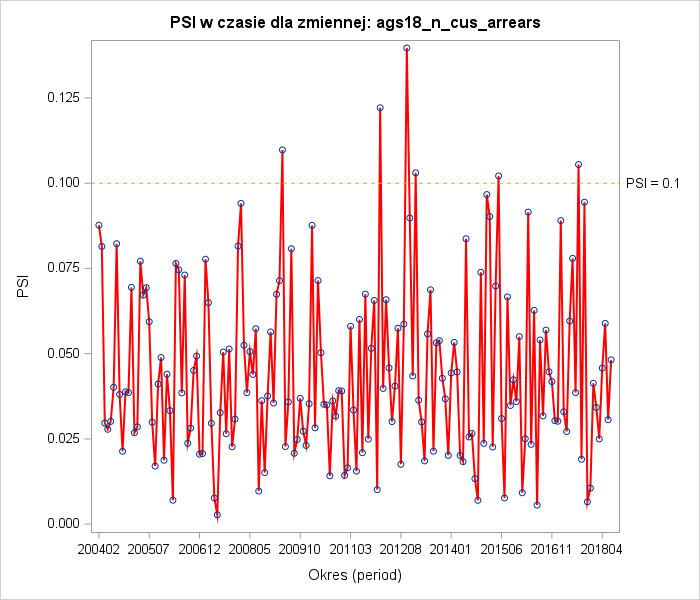 PSI w czasie dla zmiennej: ags18_n_cus_arrears
0.125
0.100
PSI = 0.1
0.075
PSI
0.050
0.025
0.000
200402 200507 200612 200805 200910 201103 201208 201401 201506 201611 201804
Okres (period)